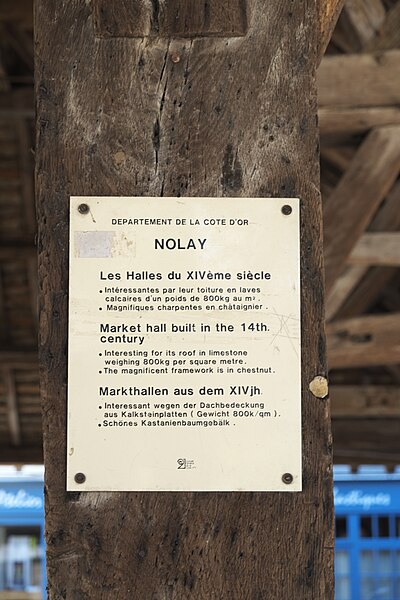 DEPARTEMENT DE LA COTE D'OR
NOLAY
Les Halles du XIVème siècle
• Intéressantes par leur toiture en laves
calcaires d'un poids de 800kg au m².
• Magnifiques charpentes en châtaignier.
Market hall built in the 14th.
century
• Interesting for its roof in limestone
weighing 800kg per square metre.
• The magnificent framework is in chestnut.
Markthallen aus dem XIVjh.
• Interessant wegen der Dachbedeckung
aus Kalksteinplatten ( Gewicht 800k/qm ).
• Schönes Kastanienbaumgebälk .